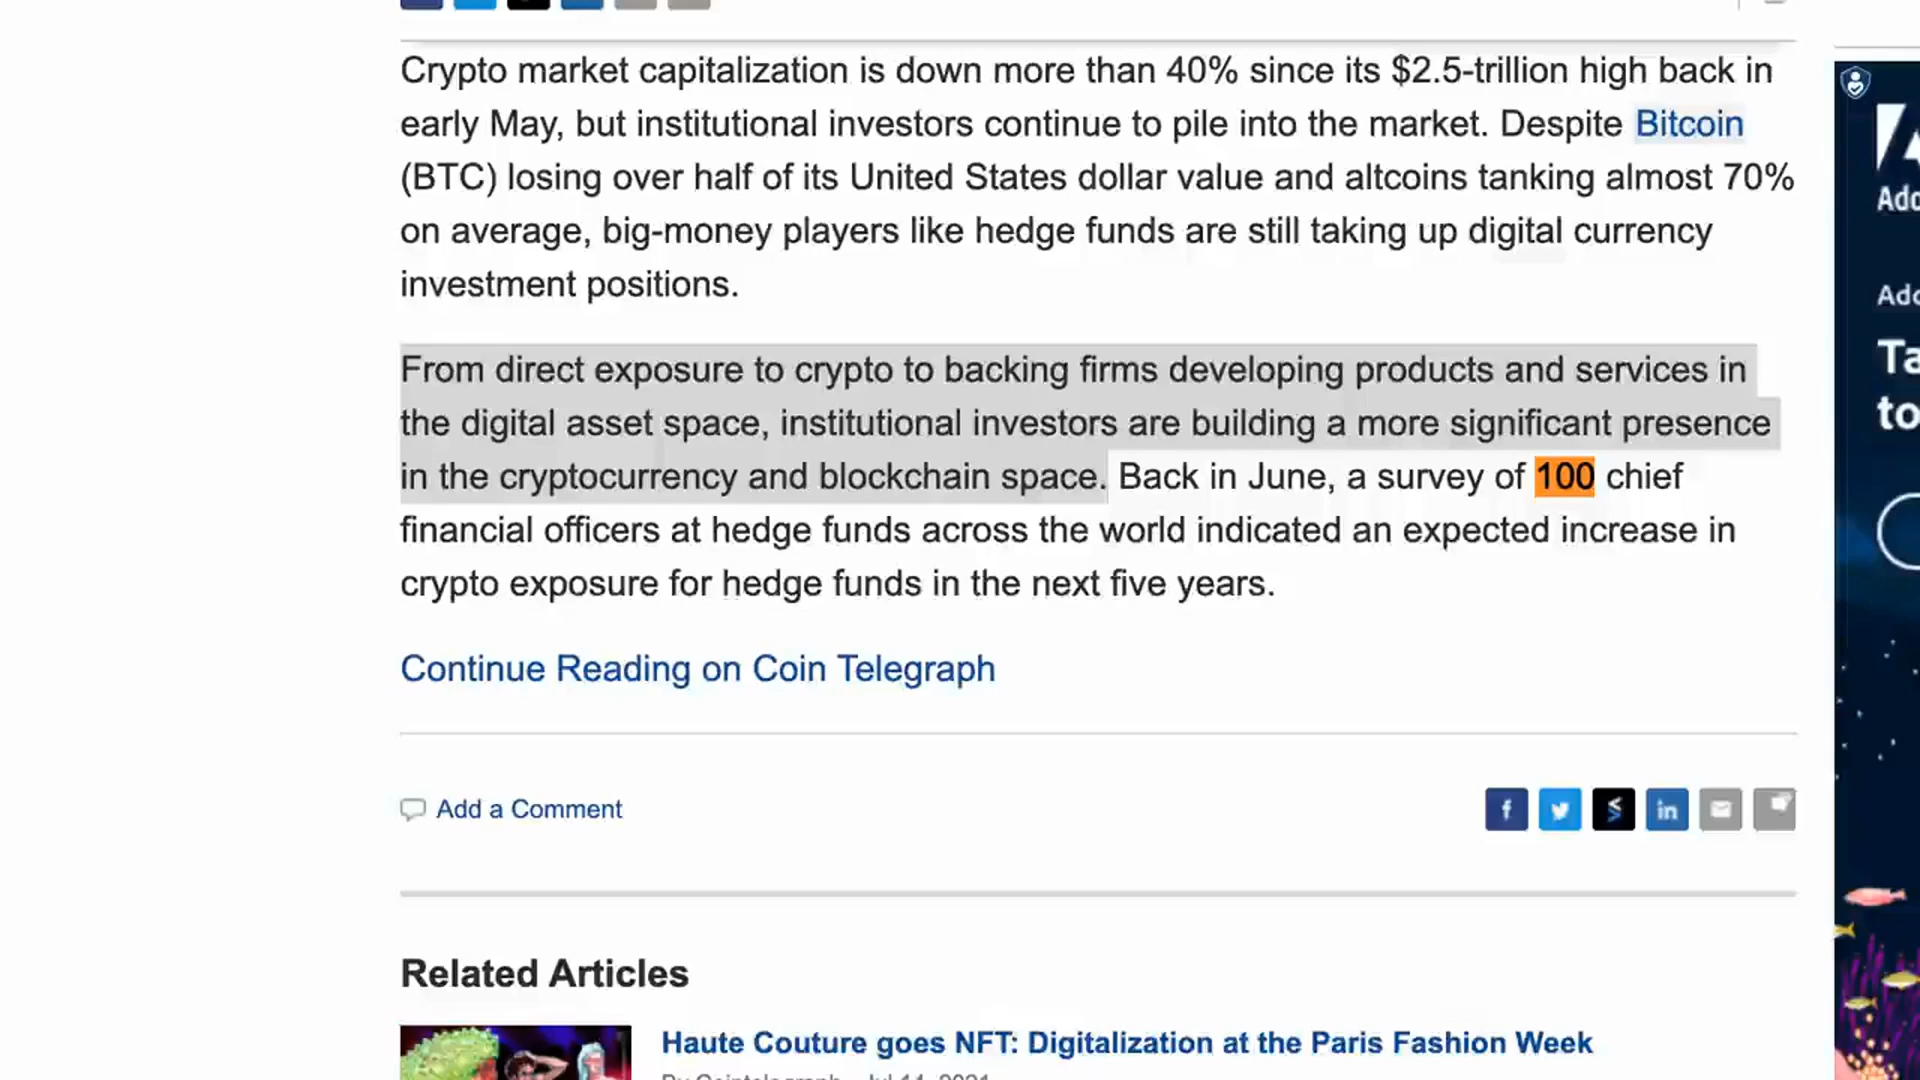 Crypto market capitalization is down more than 40% since its $2.5-trillion high back in
early May, but institutional investors continue to pile into the market. Despite Bitcoin
(BTC) losing over half of its United States dollar value and altcoins tanking almost 70%
on average, big-money players like hedge funds are still taking up digital currency
investment positions.
From direct exposure to crypto to backing firms developing products and services in
the digital asset space, institutional investors are building a more significant presence
in the cryptocurrency and blockchain space. Back in June, a survey of 100 chief
financial officers at hedge funds across the world indicated an expected increase in
crypto exposure for hedge funds in the next five years.
Continue Reading on Coin Telegraph
Add a Comment
Related Articles
Haute Couture goes NFT: Digitalization at the Paris Fashion Week
to